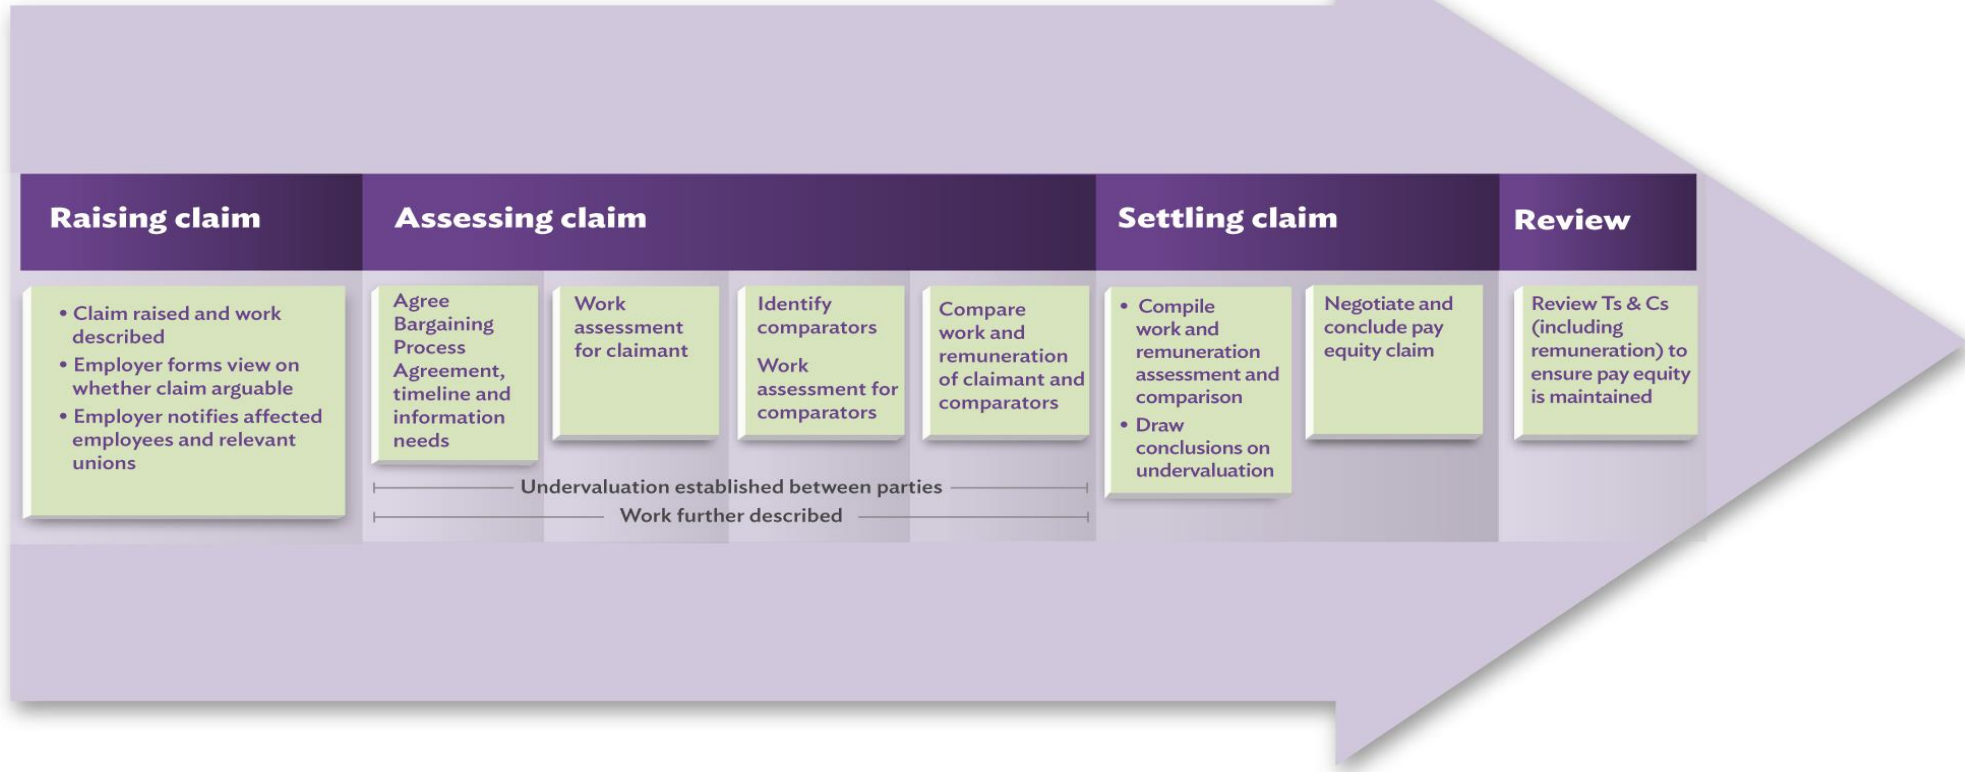 Raising claim
• Claim raised and work
described
• Employer forms view on
whether claim arguable
• Employer notifies affected
employees and relevant
unions
Assessing claim
Agree
Bargaining
Process
Agreement,
timeline and
information
needs
Work
assessment
for claimant
Identify
comparators
Work
assessment for
comparators
Compare
work and
remuneration
of claimant and
comparators
Undervaluation established between parties
Work further described
Settling claim
• Compile
work and
remuneration
assessment and
comparison
• Draw
conclusions on
undervaluation
Negotiate and
conclude pay
equity claim
Review
Review Ts & Cs
(including
remuneration) to
ensure pay equity
is maintained